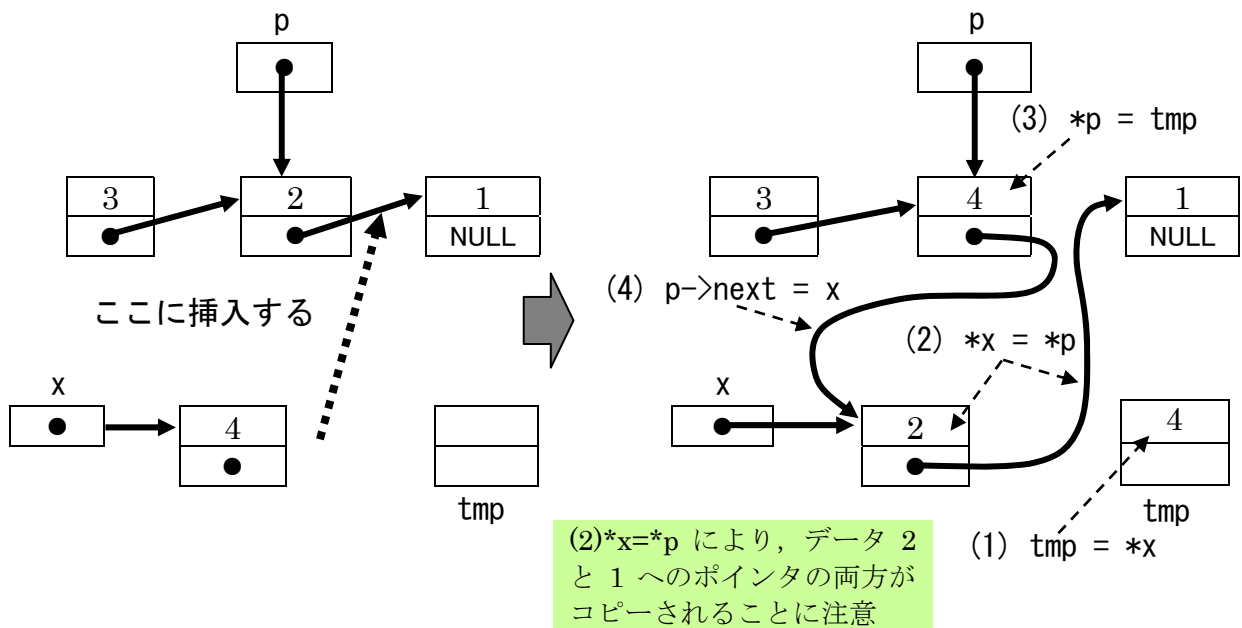 p
3
2
1
NULL
ここに挿入する
x
4
tmp
p
(3) *p = tmp
3
4
1
NULL
(4) p->next = x
(2) *x = *p
x
2
4
tmp
(1) tmp = *x
(2)*x=*p により，データ 2
と 1 へのポインタの両方が
コピーされることに注意